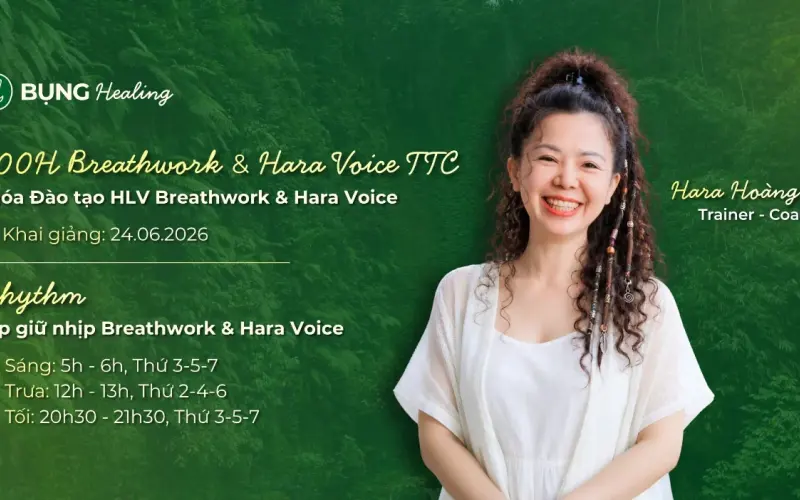 BỤNG Healing
00H Breathwork & Hara Voice TTC
óa Đào tạo HLV Breathwork & Hara Voice
Khai giảng: 24.06.2026
hythm
p giữ nhịp Breathwork & Hara Voice
Sáng: 5h - 6h, Thứ 3-5-7
Trưa: 12h - 13h, Thứ 2-4-6
Tối: 20h30 - 21h30, Thứ 3-5-7
Hara Hoàng
Trainer - Coa